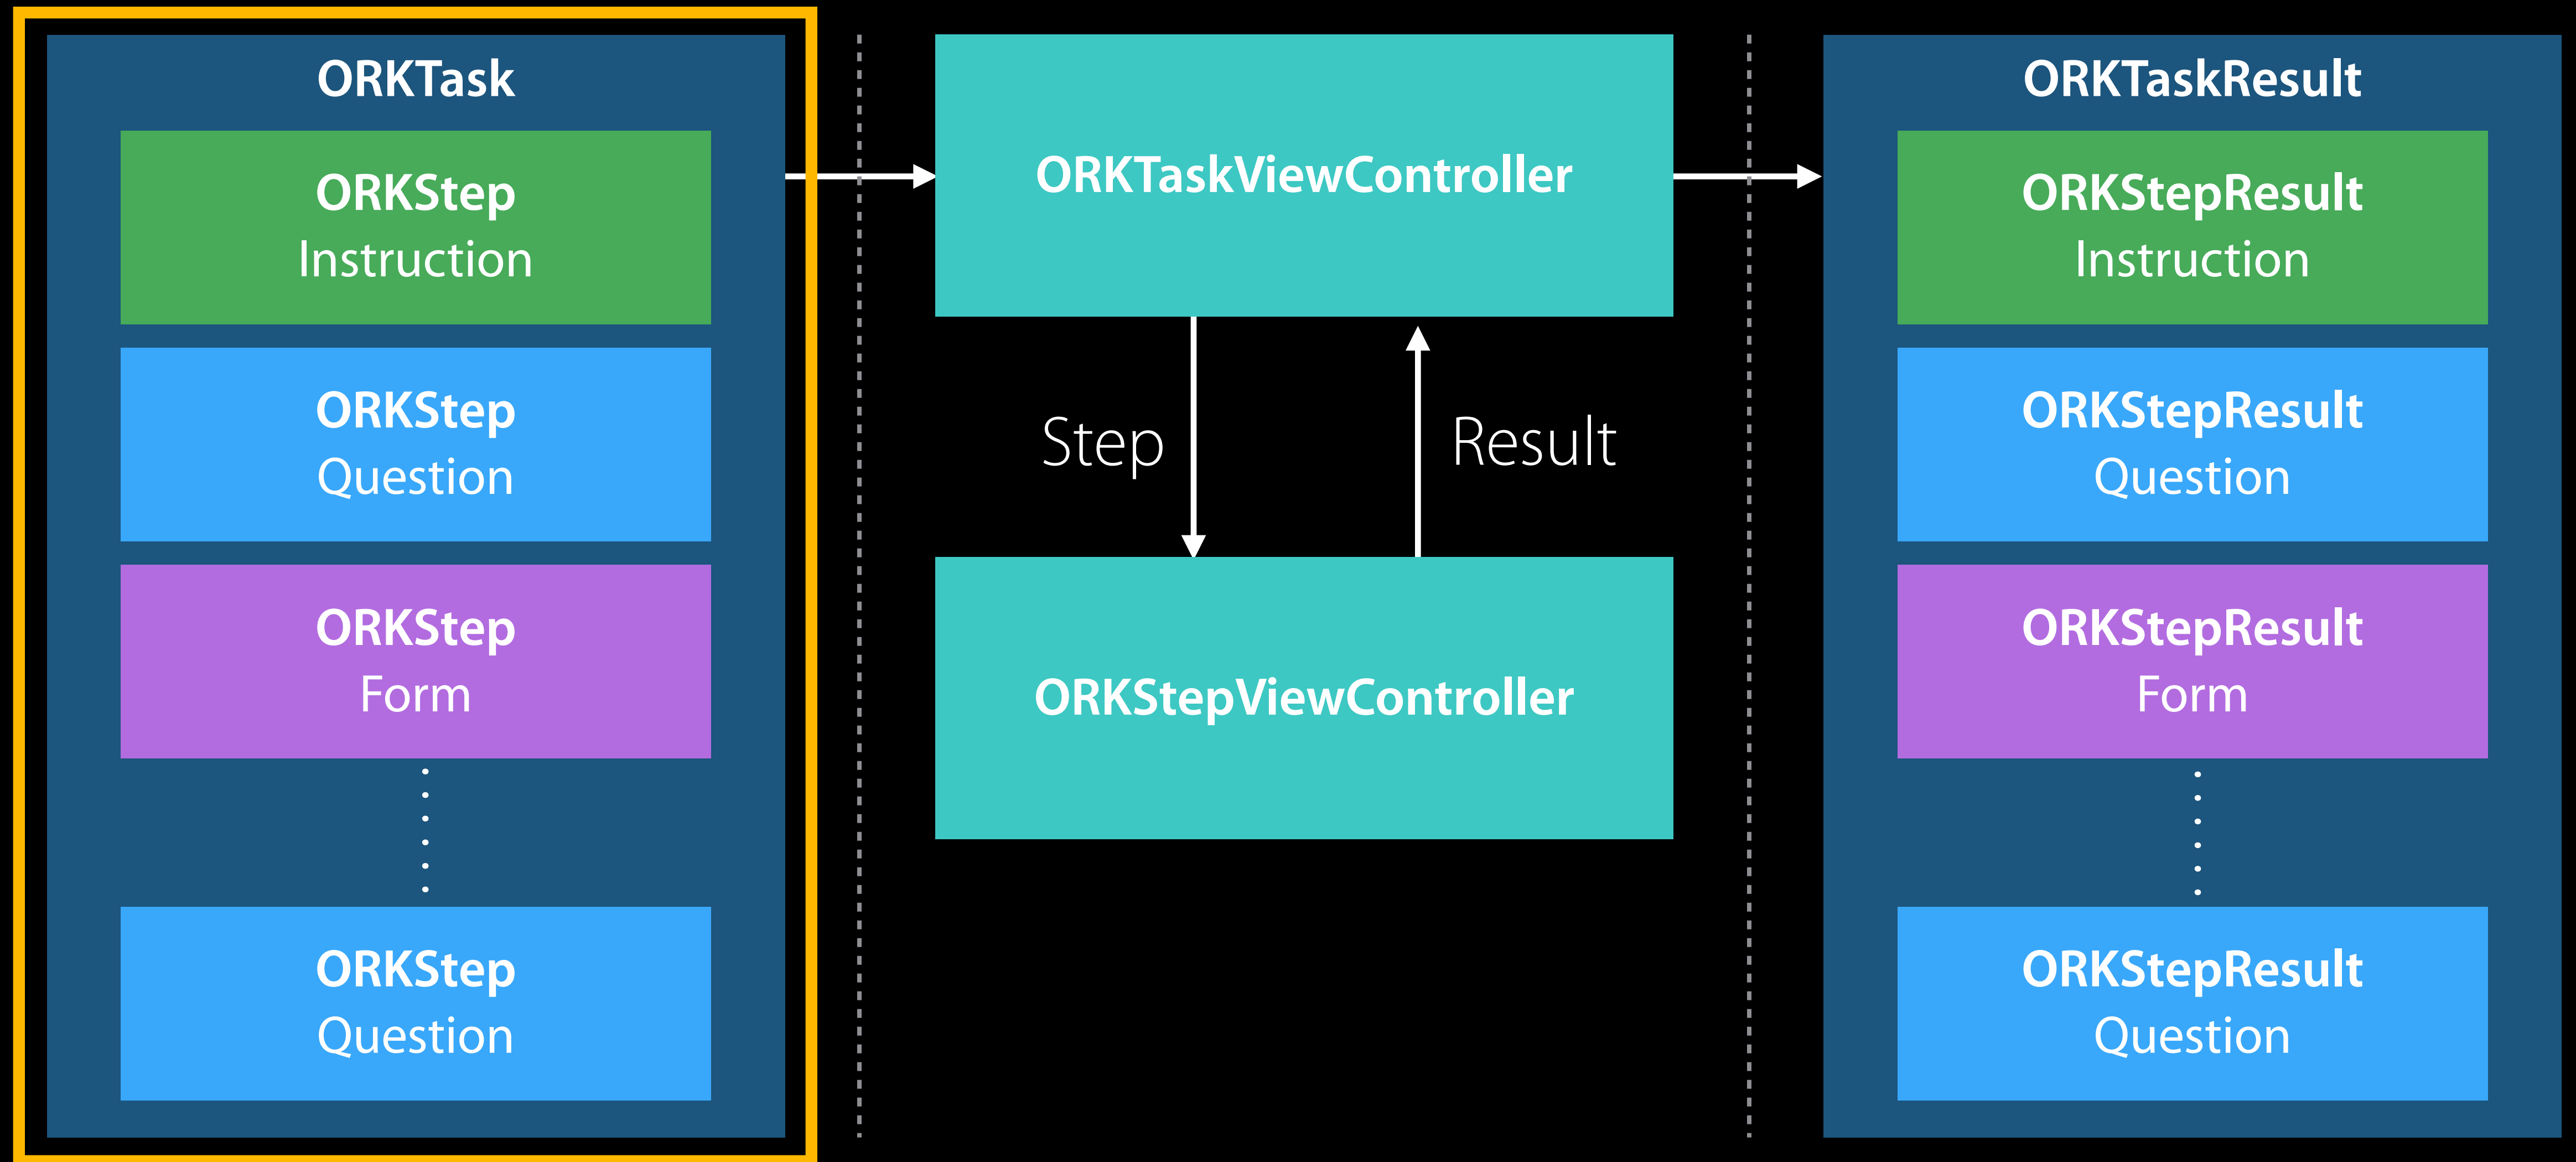 ORKTask
ORKStep
Instruction
ORKStep
Question
ORKStep
Form
ORKStep
Question
ORKTaskViewController
Step
Result
ORKStepViewController
ORKTaskResult
ORKStepResult
Instruction
ORKStepResult
Question
ORKStepResult
Form
ORKStepResult
Question